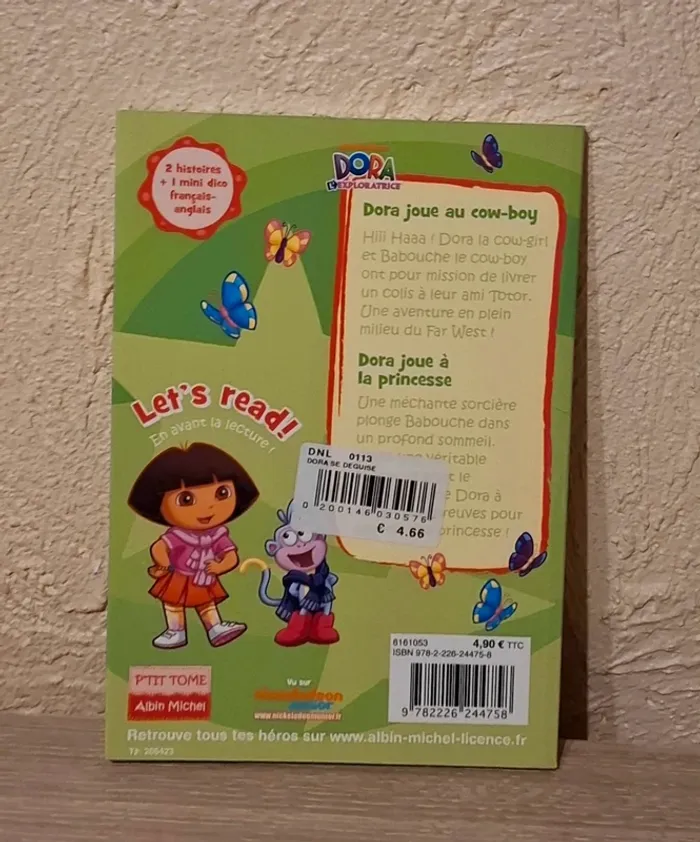 2 histoires
+ 1 mini dico
français-
anglais
DORA
L'EXPLORATRICE
Dora joue au cow-boy
Hiii Haaa ! Dora la cow-girl
et Babouche le cow-boy
ont pour mission de livrer
un colis à leur ami Totor.
Une aventure en plein
milieu du Far West !
Dora joue à
la princesse
Une méchante sorcière
plonge Babouche dans
un profond sommeil.
une véritable
le
Dora à
pour
princesse !
Let's read!
En avant la lecture !
DNL 0113
DORA SE DEGUISE
0 200146 030576
€ 4.66
P'TIT TOME
Albin Michel
Vu sur
nickelodeon
junior
www.nickelodeonjunior.fr
6161053 4,90 € TTC
ISBN 978-2-226-24475-8
9 782226 244758
Retrouve tous tes héros sur www.albin-michel-licence.fr